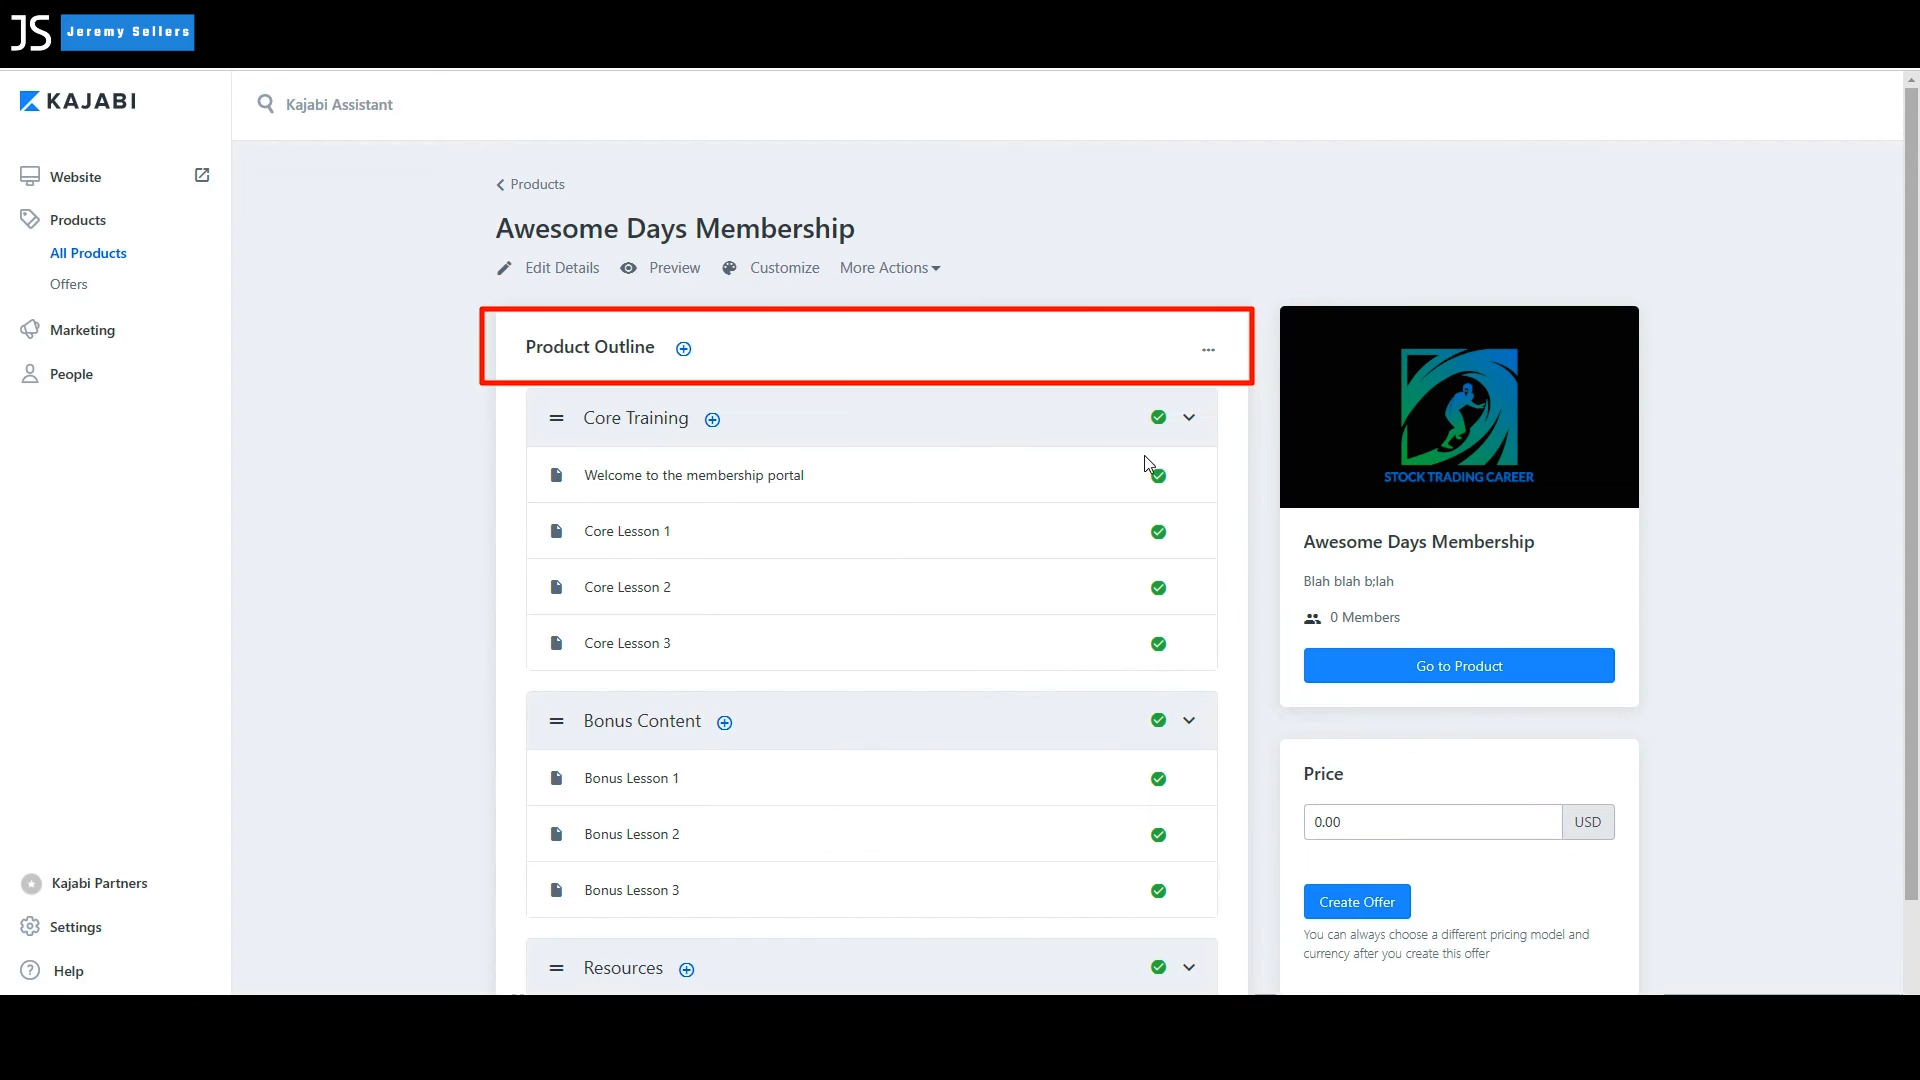 JS Jeremy Sellers
KAJABI
Kajabi Assistant
Website
Products
All Products
Offers
Marketing
People
Kajabi Partners
Settings
Help
Products
Awesome Days Membership
Edit Details Preview Customize More Actions
Product Outline
Core Training
Welcome to the membership portal
Core Lesson 1
Core Lesson 2
Core Lesson 3
Bonus Content
Bonus Lesson 1
Bonus Lesson 2
Bonus Lesson 3
Resources
STOCK TRADING CAREER
Awesome Days Membership
Blah blah b;lah
0 Members
Go to Product
Price
0.00 USD
Create Offer
You can always choose a different pricing model and
currency after you create this offer